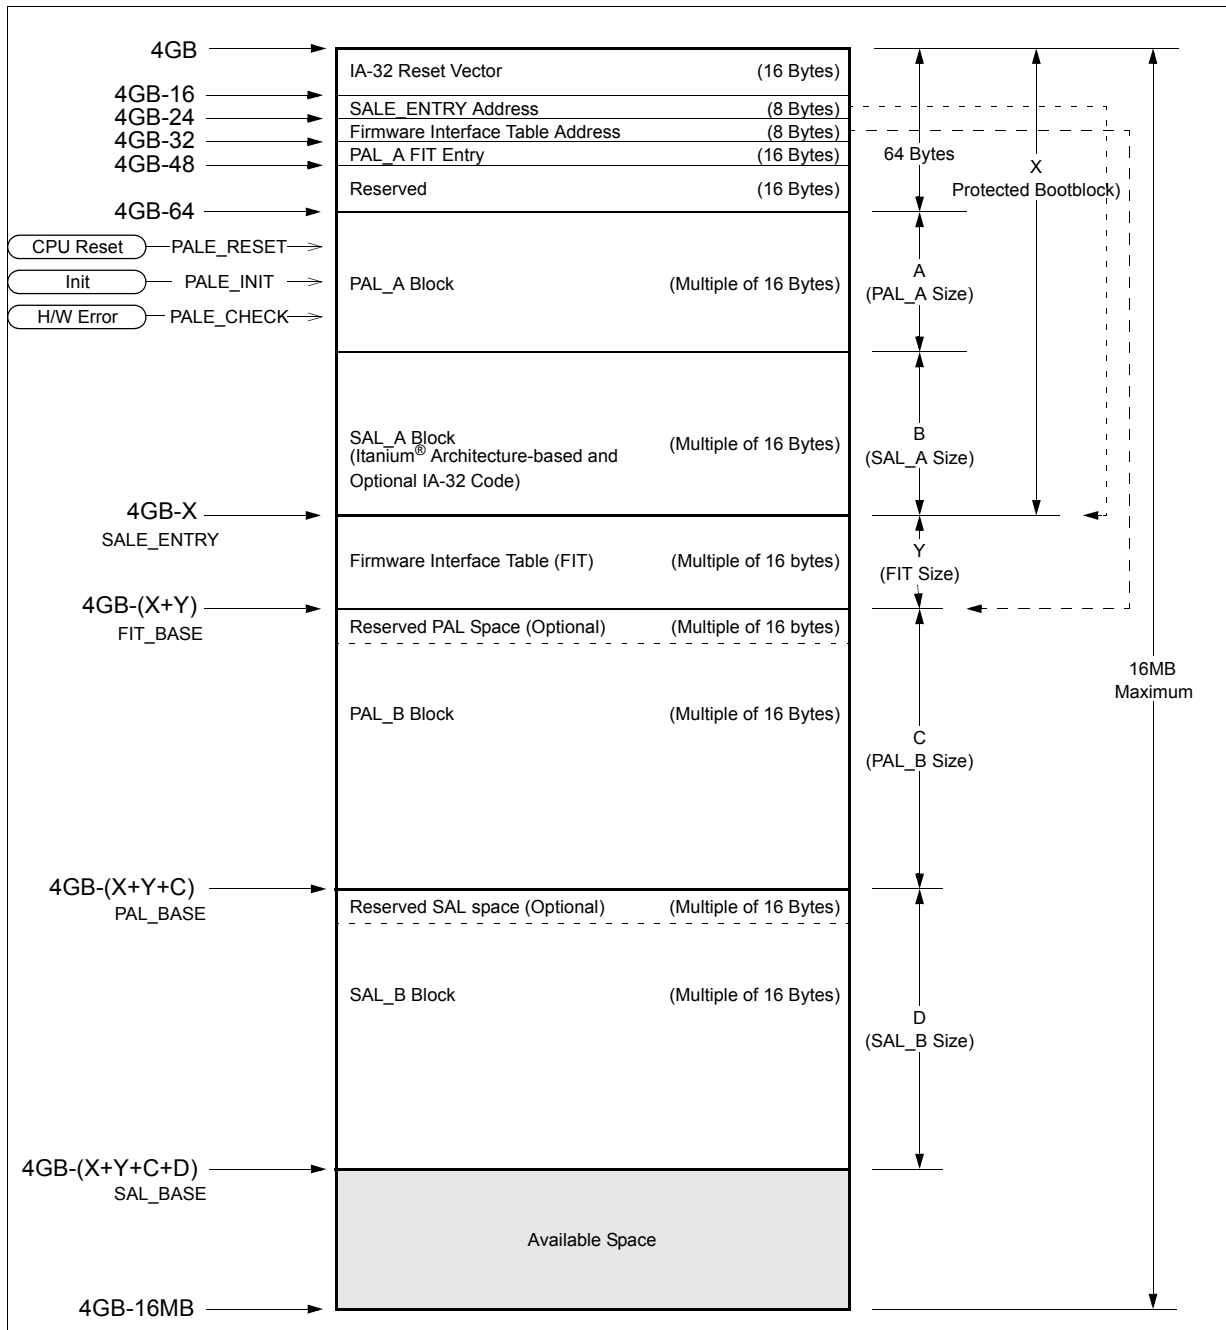 4GB
IA-32 Reset Vector (16 Bytes)
4GB-16
SALE_ENTRY Address (8 Bytes)
4GB-24
Firmware Interface Table Address (8 Bytes)
4GB-32
PAL_A FIT Entry (16 Bytes)
4GB-48
Reserved (16 Bytes)
4GB-64
64 Bytes
X
Protected Bootblock)
CPU Reset PALE_RESET
Init PALE_INIT
H/W Error PALE_CHECK
PAL_A Block (Multiple of 16 Bytes)
A
(PAL_A Size)
SAL_A Block (Multiple of 16 Bytes)
(Itanium® Architecture-based and
Optional IA-32 Code)
B
(SAL_A Size)
4GB-X
SALE_ENTRY
Firmware Interface Table (FIT) (Multiple of 16 bytes)
Y
(FIT Size)
4GB-(X+Y)
FIT_BASE
Reserved PAL Space (Optional) (Multiple of 16 bytes)
16MB
Maximum
PAL_B Block (Multiple of 16 Bytes)
C
(PAL_B Size)
4GB-(X+Y+C)
PAL_BASE
Reserved SAL space (Optional) (Multiple of 16 Bytes)
SAL_B Block (Multiple of 16 Bytes)
D
(SAL_B Size)
4GB-(X+Y+C+D)
SAL_BASE
Available Space
4GB-16MB